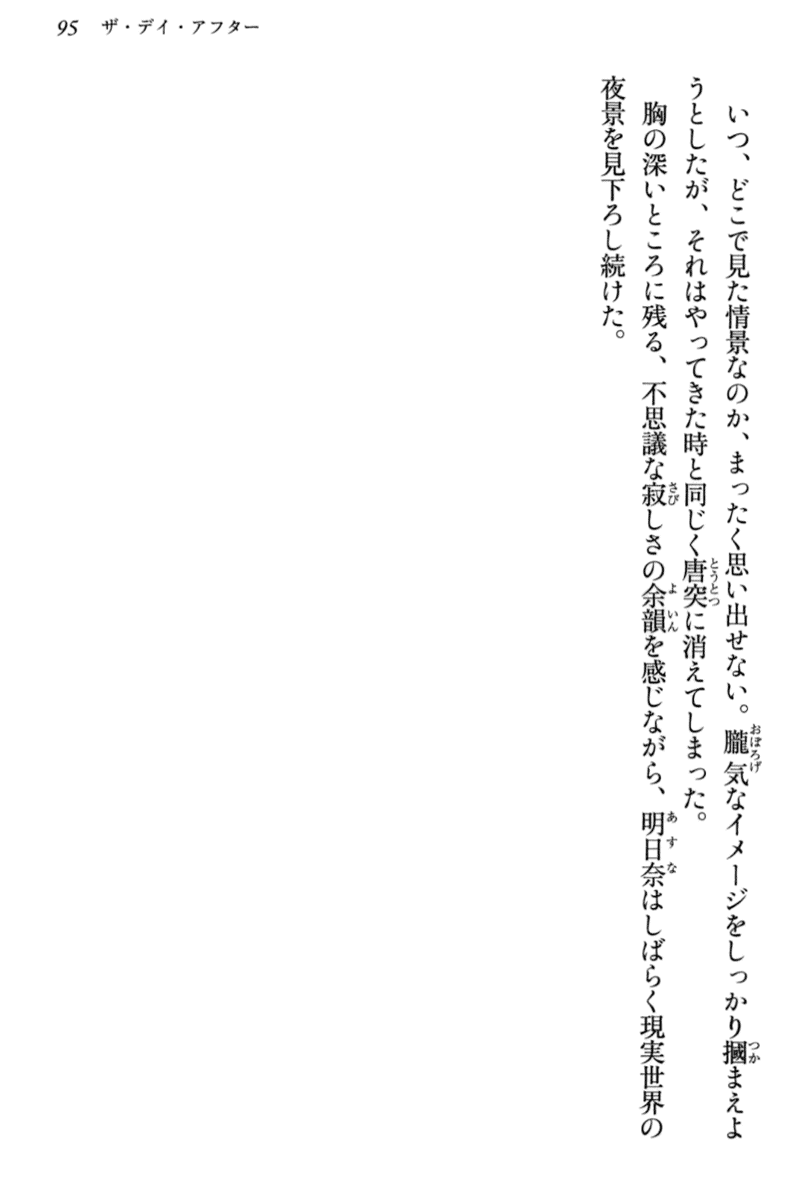 95 ザ・デイ・アフター
いつ、どこで見た情景なのか、まったく思い出せない。朧気なイメージをしっかり摑まえよ
うとしたが、それはやってきた時と同じく唐突に消えてしまった。
胸の深いところに残る、不思議な寂しさの余韻を感じながら、明日奈はしばらく現実世界の
夜景を見下ろし続けた。